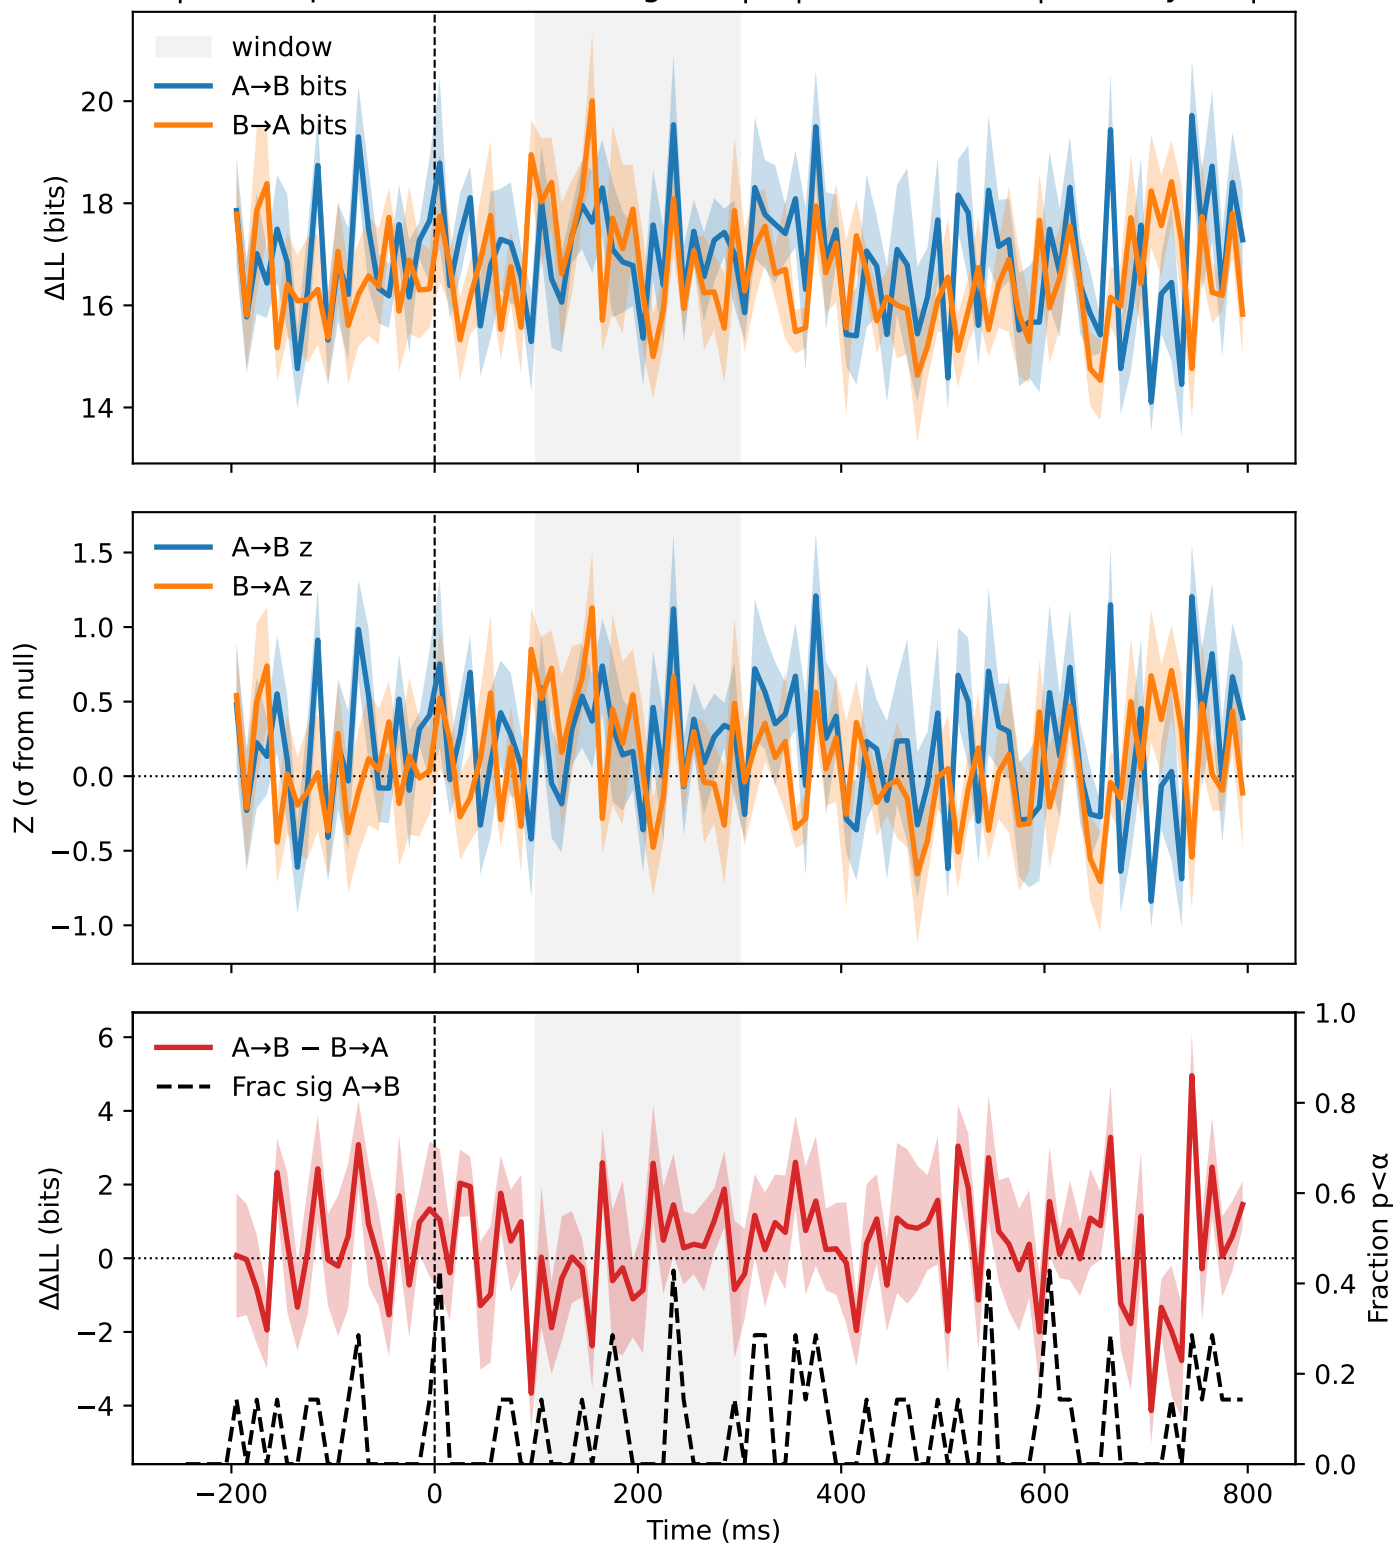 window
A→B bits
B→A bits
ΔLL (bits)
20
18
16
14
A→B z
B→A z
Z (σ from null)
1.5
1.0
0.5
0.0
−0.5
−1.0
A→B − B→A
Frac sig A→B
ΔΔLL (bits)
6
4
2
0
−2
−4
1.0
0.8
0.6
0.4
0.2
0.0
Fraction p<α
−200
0
200
400
600
800
Time (ms)